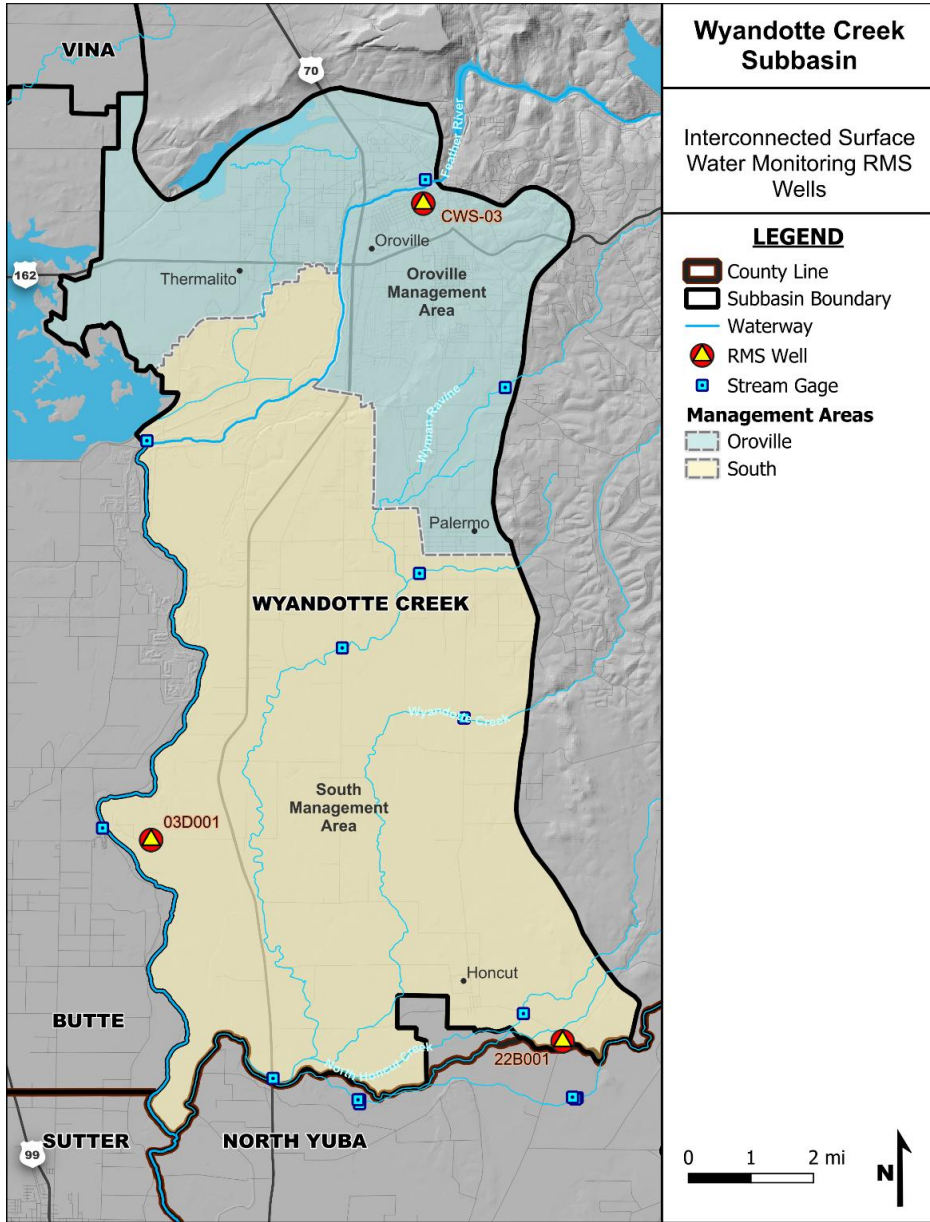 VINA
70
Feather River
CWS-03
Oroville
162
Thermalito
Oroville
Management
Area
Wyman Ravine
Palermo
WYANDOTTE CREEK
Wyandotte Creek
South
Management
Area
03D001
Honcut
BUTTE
22B001
North Honcut Creek
SUTTER
NORTH YUBA
99
Wyandotte Creek
Subbasin
Interconnected Surface
Water Monitoring RMS
Wells
LEGEND
County Line
Subbasin Boundary
Waterway
RMS Well
Stream Gage
Management Areas
Oroville
South
0 1 2 mi
N